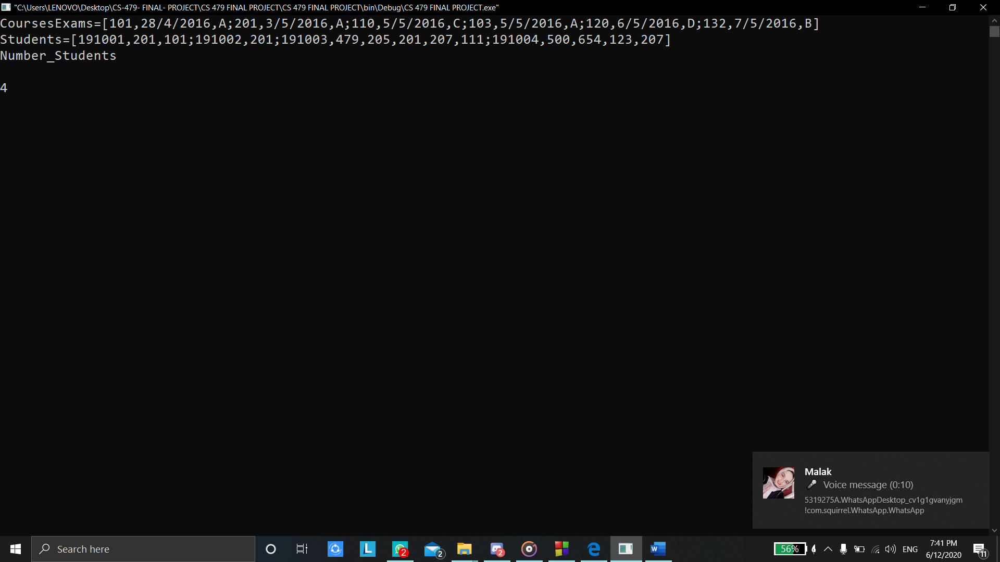 "C:\Users\LENOVO\Desktop\CS-479- FINAL- PROJECT\CS 479 FINAL PROJECT\CS 479 FINAL PROJECT\bin\Debug\CS 479 FINAL PROJECT.exe"
CoursesExams=[101,28/4/2016,A;201,3/5/2016,A;110,5/5/2016,C;103,5/5/2016,A;120,6/5/2016,D;132,7/5/2016,B]
Students=[191001,201,101;191002,201;191003,479,205,201,207,111;191004,500,654,123,207]
Number_Students
4
Malak
Voice message (0:10)
5319275A.WhatsAppDesktop_cv1g1gvanyjgm
!com.squirrel.WhatsApp.WhatsApp
Search here
L
2
2
2
W
56%
ENG
7:41 PM
6/12/2020
11